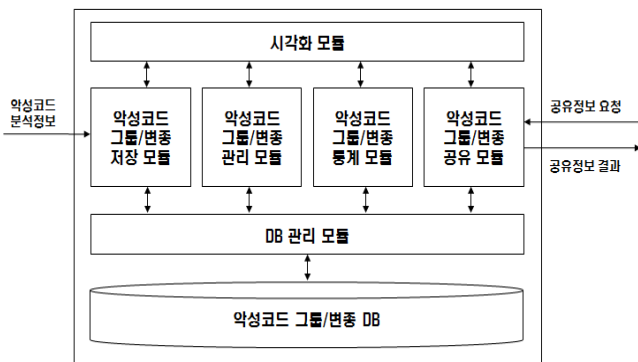 시각화 모듈
악성코드
분석정보
악성코드
그룹/변종
저장 모듈
악성코드
그룹/변종
관리 모듈
악성코드
그룹/변종
통계 모듈
악성코드
그룹/변종
공유 모듈
공유정보 요청
공유정보 결과
DB 관리 모듈
악성코드 그룹/변종 DB